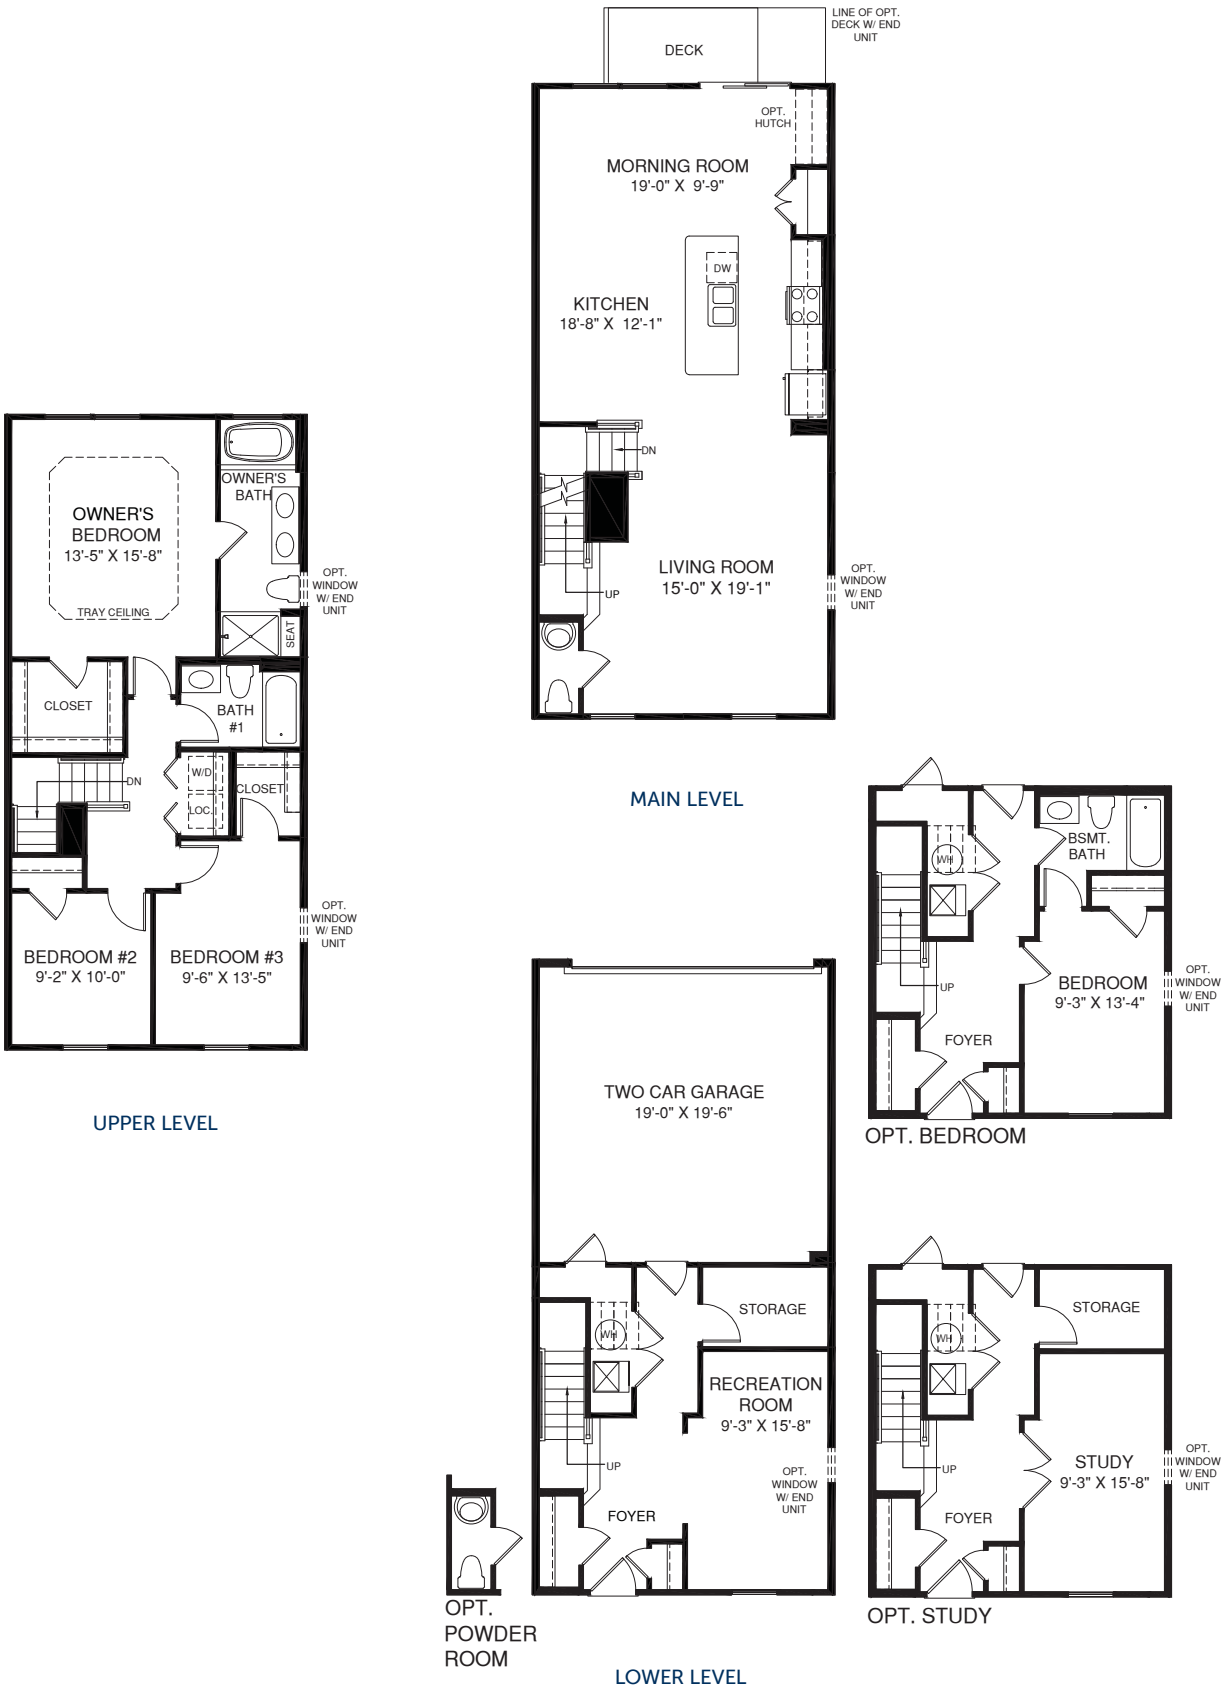 LINE OF OPT.
DECK W/ END
UNIT
DECK
OPT.
HUTCH
MORNING ROOM
19'-0" X 9'-9"
DW
KITCHEN
18'-8" X 12'-1"
DN
LIVING ROOM
15'-0" X 19'-1"
UP
OPT.
WINDOW
W/ END
UNIT
MAIN LEVEL
OWNER'S
BATH
OWNER'S
BEDROOM
13'-5" X 15'-8"
TRAY CEILING
OPT.
WINDOW
W/ END
UNIT
SEAT
CLOSET
BATH
#1
DN
W/D
LOC.
CLOSET
BEDROOM #2
9'-2" X 10'-0"
BEDROOM #3
9'-6" X 13'-5"
OPT.
WINDOW
W/ END
UNIT
UPPER LEVEL
WH
BSMT.
BATH
UP
BEDROOM
9'-3" X 13'-4"
OPT.
WINDOW
W/ END
UNIT
FOYER
OPT. BEDROOM
TWO CAR GARAGE
19'-0" X 19'-6"
STORAGE
WH
RECREATION
ROOM
9'-3" X 15'-8"
UP
OPT.
WINDOW
W/ END
UNIT
FOYER
OPT.
POWDER
ROOM
LOWER LEVEL
STORAGE
WH
UP
STUDY
9'-3" X 15'-8"
OPT.
WINDOW
W/ END
UNIT
FOYER
OPT. STUDY